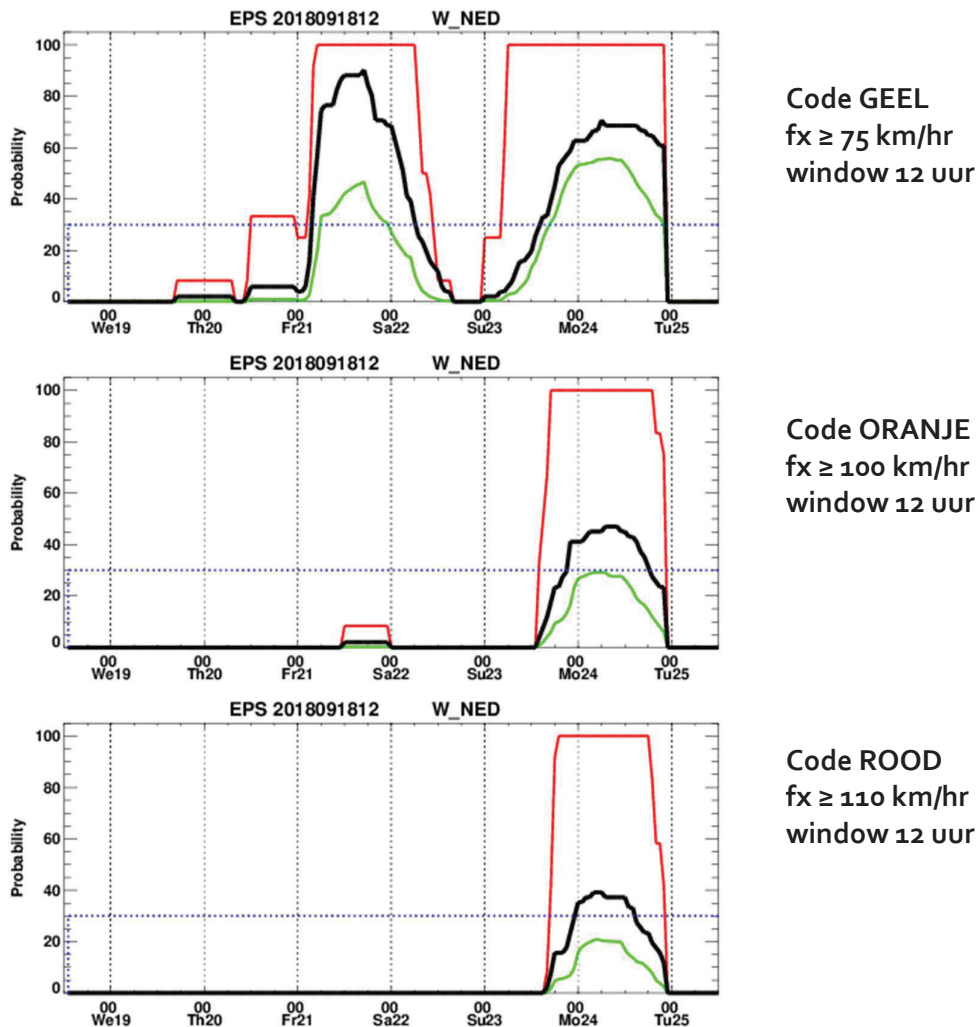 EPS 2018091812 W_NED
100
80
60
40
20
0
Probability
00 00 00 00 00 00 00
We19 Th20 Fr21 Sa22 Su23 Mo24 Tu25
Code GEEL
fx ≥ 75 km/hr
window 12 uur
EPS 2018091812 W_NED
100
80
60
40
20
0
Probability
00 00 00 00 00 00 00
We19 Th20 Fr21 Sa22 Su23 Mo24 Tu25
Code ORANJE
fx ≥ 100 km/hr
window 12 uur
EPS 2018091812 W_NED
100
80
60
40
20
0
Probability
00 00 00 00 00 00 00
We19 Th20 Fr21 Sa22 Su23 Mo24 Tu25
Code ROOD
fx ≥ 110 km/hr
window 12 uur